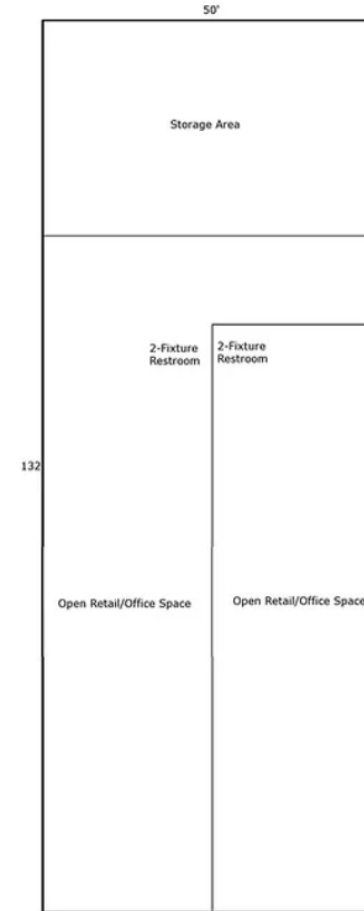 50'
Storage Area
2-Fixture
Restroom
2-Fixture
Restroom
132
Open Retail/Office Space
Open Retail/Office Space